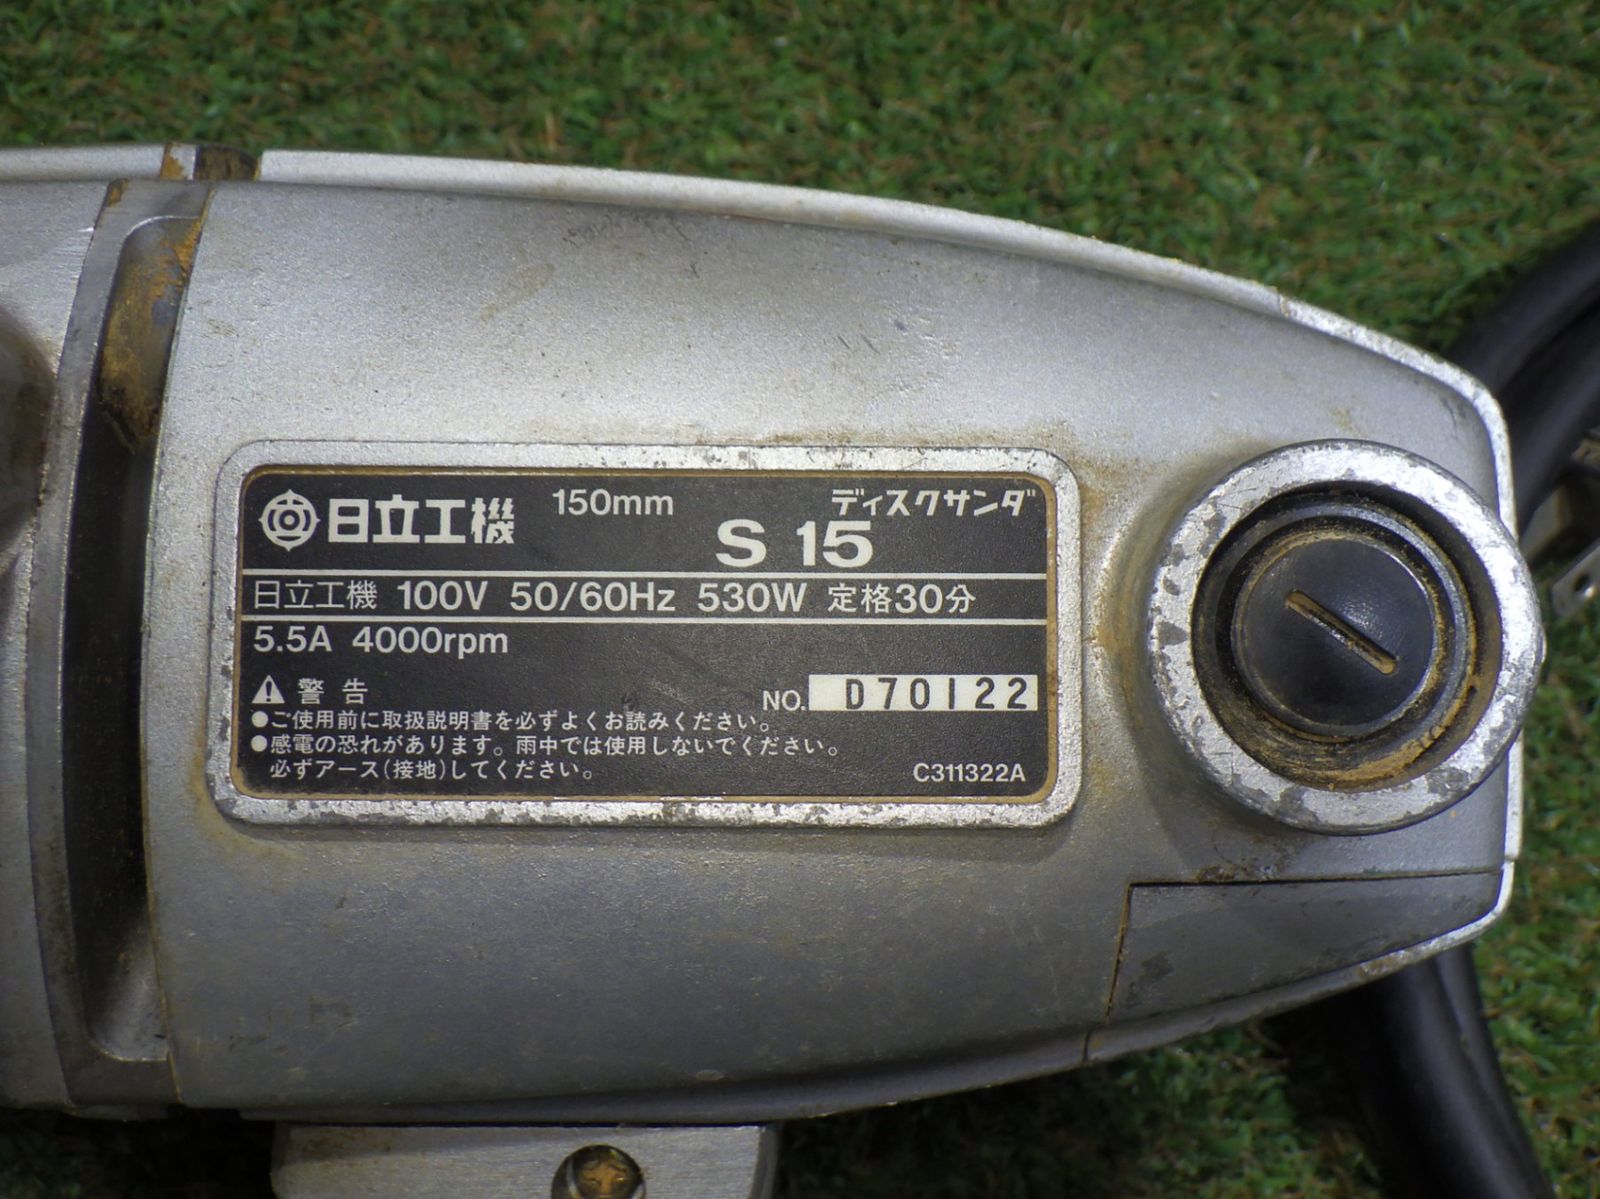 日立工機 150mm ディスクサンダ
S 15
日立工機 100V 50/60Hz 530W 定格30分
5.5A 4000rpm
警告
NO. D70122
●ご使用前に取扱説明書を必ずよくお読みください。
●感電の恐れがあります。雨中では使用しないでください。
必ずアース(接地)してください。
C311322A